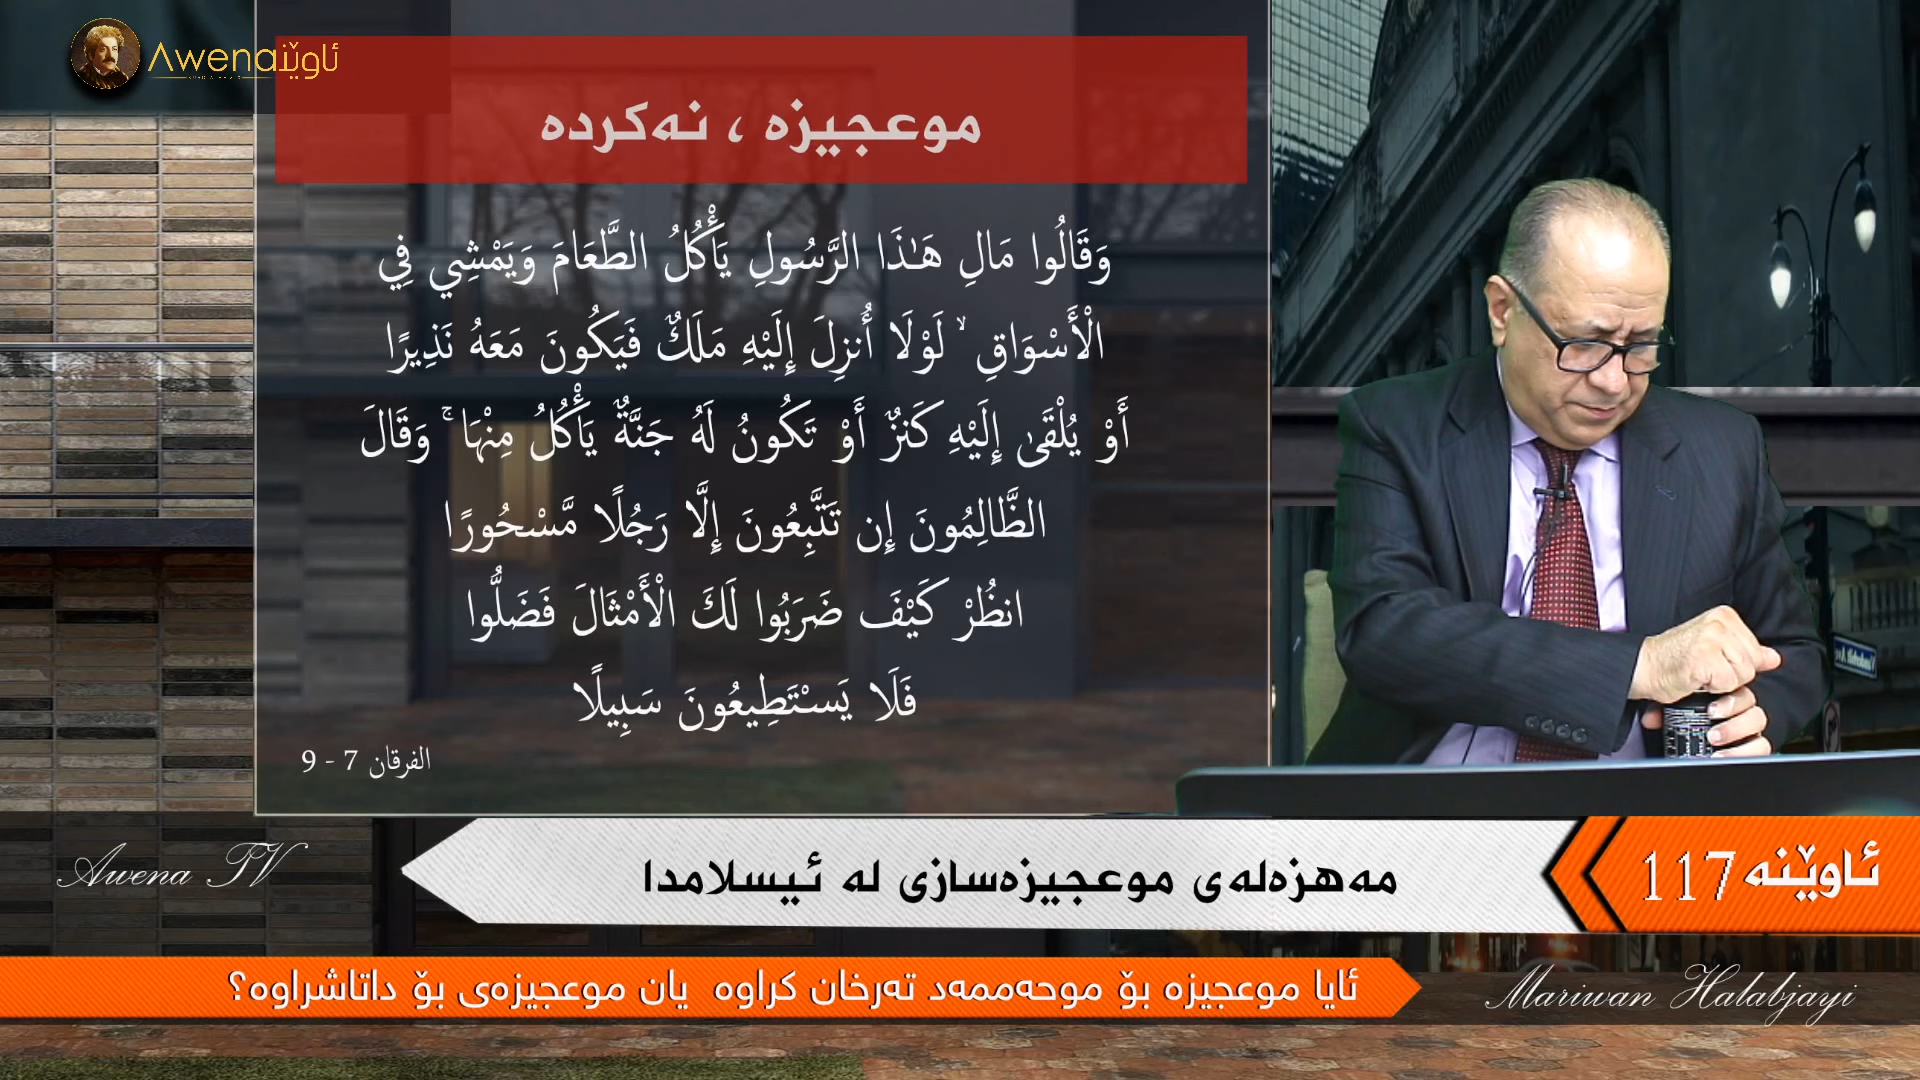 Awenaئاوێنە
موعجیزە ، نەکردە
وَقَالُوا مَالِ هَـٰذَا الرَّسُولِ يَأْكُلُ الطَّعَامَ وَيَمْشِي فِي
الْأَسْوَاقِ ۙ لَوْلَا أُنزِلَ إِلَيْهِ مَلَكٌ فَيَكُونَ مَعَهُ نَذِيرًا
أَوْ يُلْقَىٰ إِلَيْهِ كَنزٌ أَوْ تَكُونُ لَهُ جَنَّةٌ يَأْكُلُ مِنْهَا ۚ وَقَالَ
الظَّالِمُونَ إِن تَتَّبِعُونَ إِلَّا رَجُلًا مَّسْحُورًا
انظُرْ كَيْفَ ضَرَبُوا لَكَ الْأَمْثَالَ فَضَلُّوا
فَلَا يَسْتَطِيعُونَ سَبِيلًا
الفرقان 7 - 9
ئاوێنە 117
مەهزەلەی موعجیزەسازی لە ئیسلامدا
Awena TV
ئایا موعجیزە بۆ موحەممەد تەرخان کراوە یان موعجیزەی بۆ داتاشراوە؟
Mariwan Halabjayi